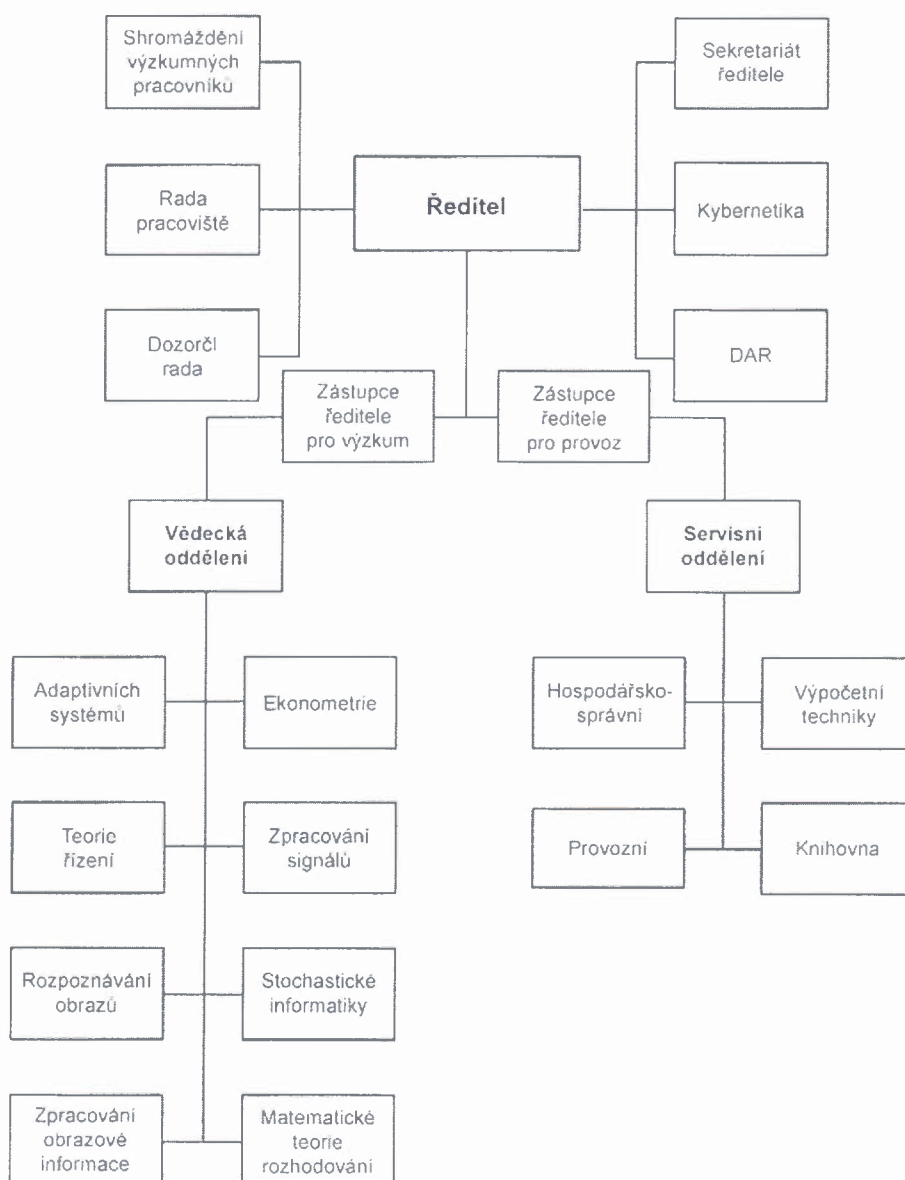 Shromáždění
výzkumných
pracovníků
Sekretariát
ředitele
Rada
pracoviště
Ředitel
Kybernetika
Dozorčí
rada
DAR
Zástupce
ředitele
pro výzkum
Zástupce
ředitele
pro provoz
Vědecká
oddělení
Servisní
oddělení
Adaptivních
systémů
Ekonometrie
Hospodářsko-
správní
Výpočetní
techniky
Teorie
řízení
Zpracování
signálů
Provozní
Knihovna
Rozpoznávání
obrazů
Stochastické
informatiky
Zpracování
obrazové
informace
Matematické
teorie
rozhodování